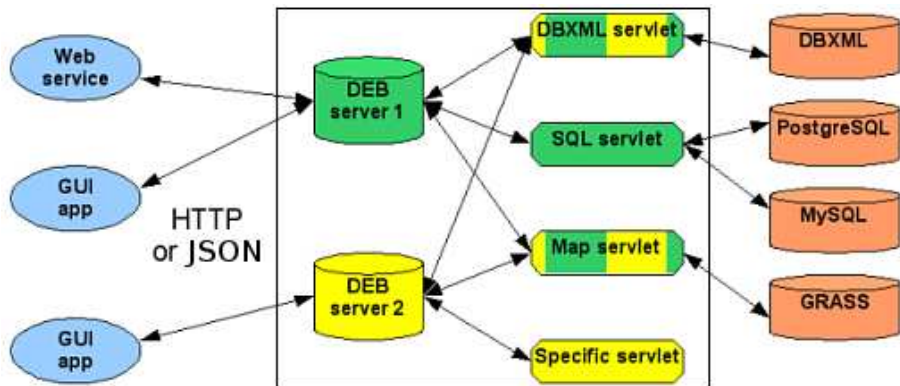 Web
service
GUI
app
GUI
app
HTTP
or JSON
DEB
server 1
DEB
server 2
DBXML servlet
SQL servlet
Map servlet
Specific servlet
DBXML
PostgreSQL
MySQL
GRASS